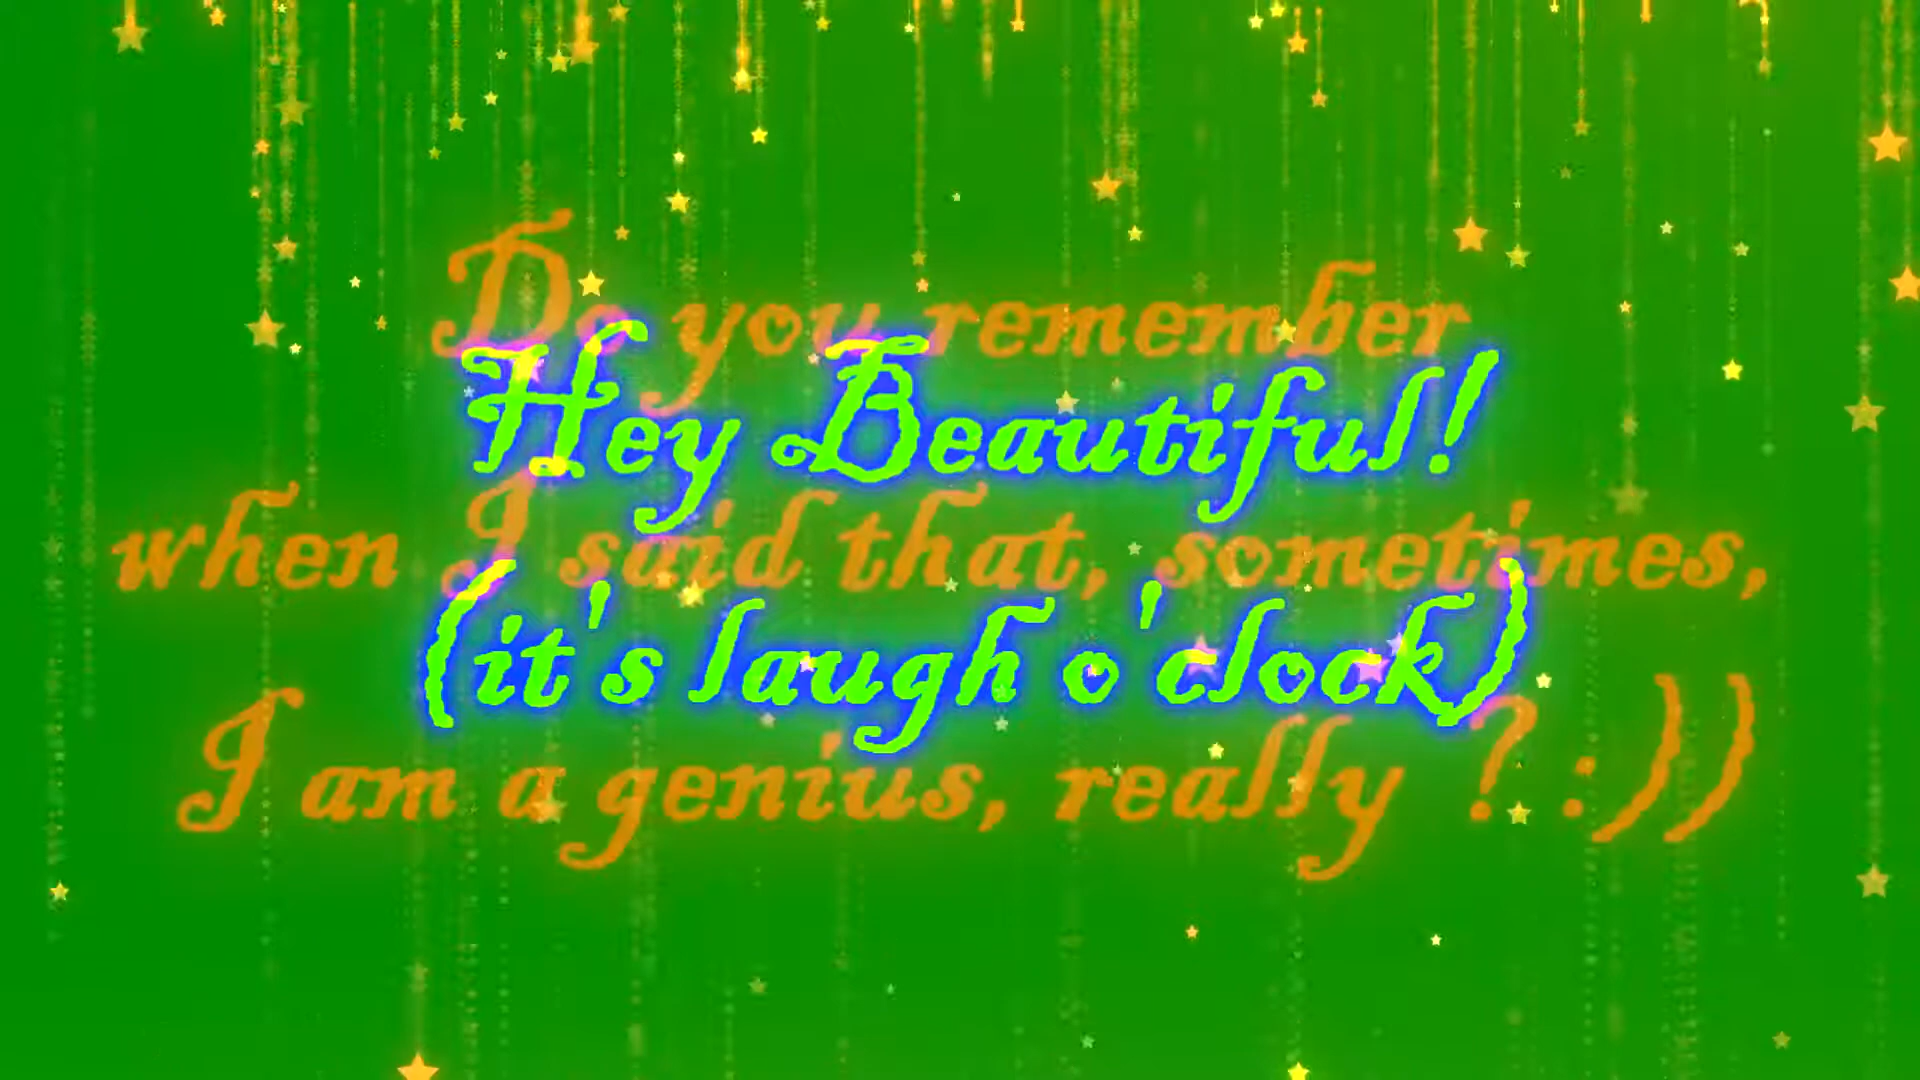 Do you remember
Hey Beautiful!
when I said that, sometimes,
(it's laugh o'clock)
I am a genius, really ? :))